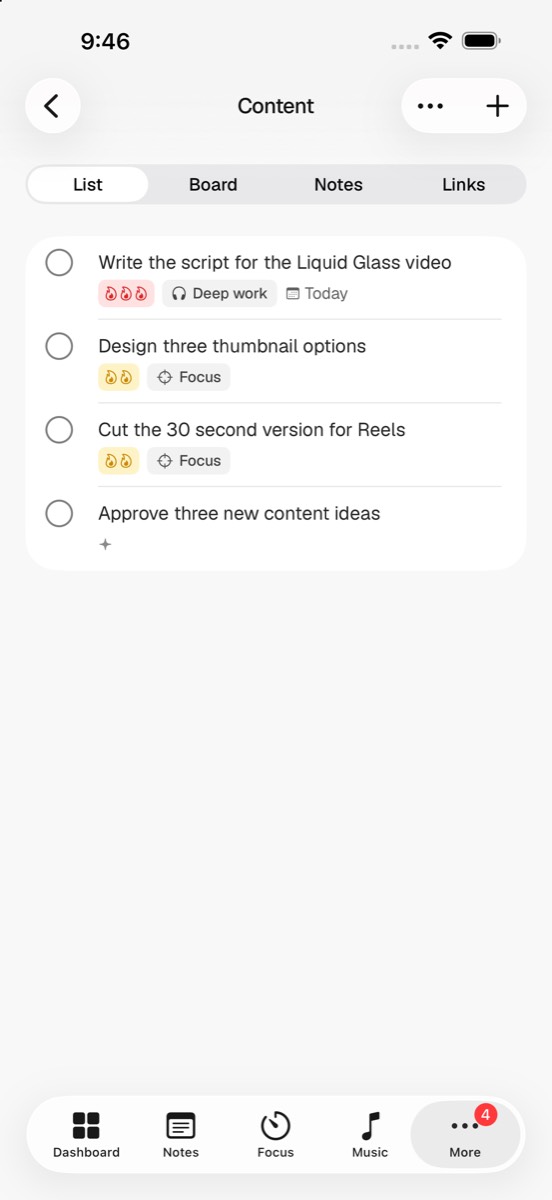 9:46
Content
List Board Notes Links
Write the script for the Liquid Glass video
Deep work Today
Design three thumbnail options
Focus
Cut the 30 second version for Reels
Focus
Approve three new content ideas
4
Dashboard Notes Focus Music More